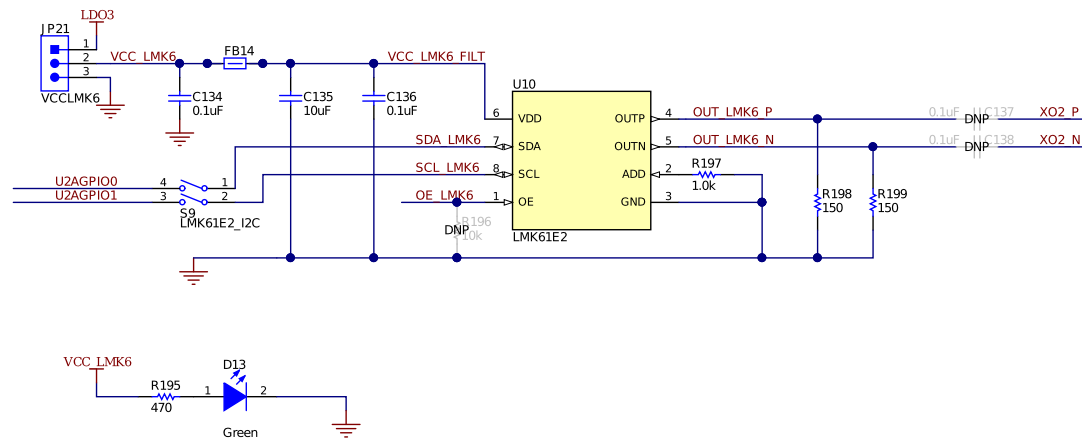 LDO3
JP21
1
2
3
VCC_LMK6
VCCLMK6
FB14
VCC_LMK6_FILT
C134
0.1uF
C135
10uF
C136
0.1uF
U10
6 VDD OUTP 4 OUT_LMK6_P
SDA_LMK6 7 SDA OUTN 5 OUT_LMK6_N
SCL_LMK6 8 SCL ADD 2
OE_LMK6 1 OE GND 3
LMK61E2
0.1uF DNP C137 XO2_P
0.1uF DNP C138 XO2_N
R197
1.0k
U2AGPIO0 4 1
U2AGPIO1 3 2
S9
LMK61E2_I2C
R196
DNP
10k
R198
150
R199
150
VCC_LMK6
R195
470
D13
1 2
Green